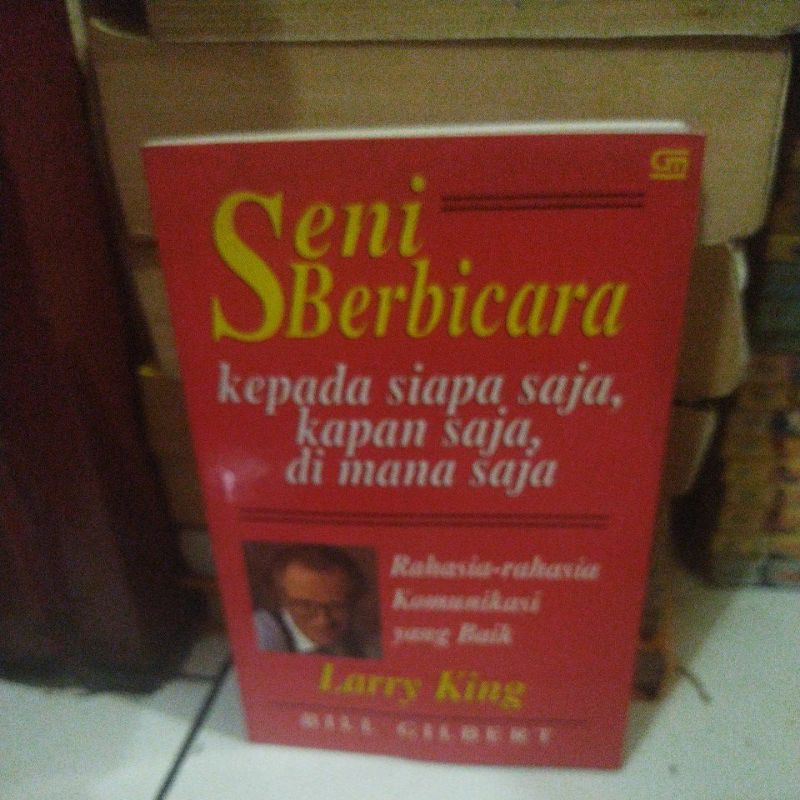 Seni
Berbicara
kepada siapa saja,
kapan saja,
di mana saja
Rahasia-rahasia
Komunikasi
yang Baik
Larry King
BILL GILBERT